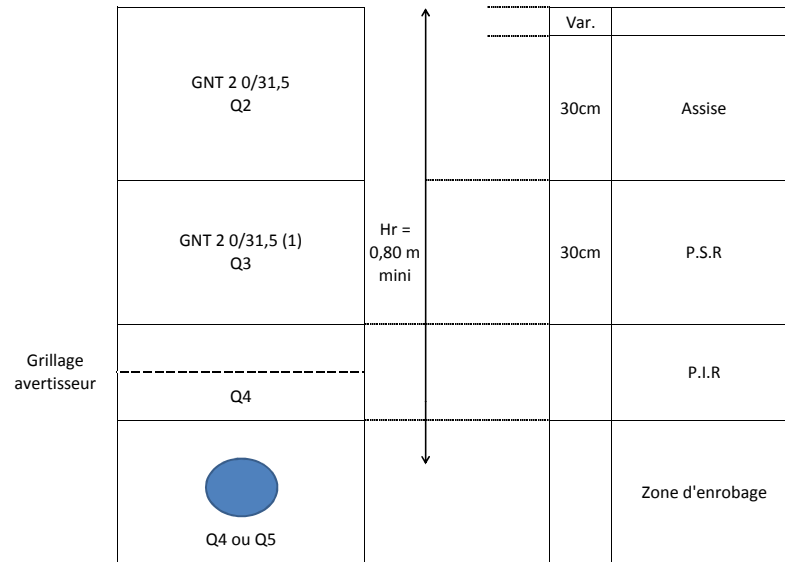 Var.
GNT 2 0/31,5
Q2
30cm
Assise
GNT 2 0/31,5 (1)
Q3
Hr =
0,80 m
mini
30cm
P.S.R
Grillage
avertisseur
Q4
P.I.R
Q4 ou Q5
Zone d'enrobage